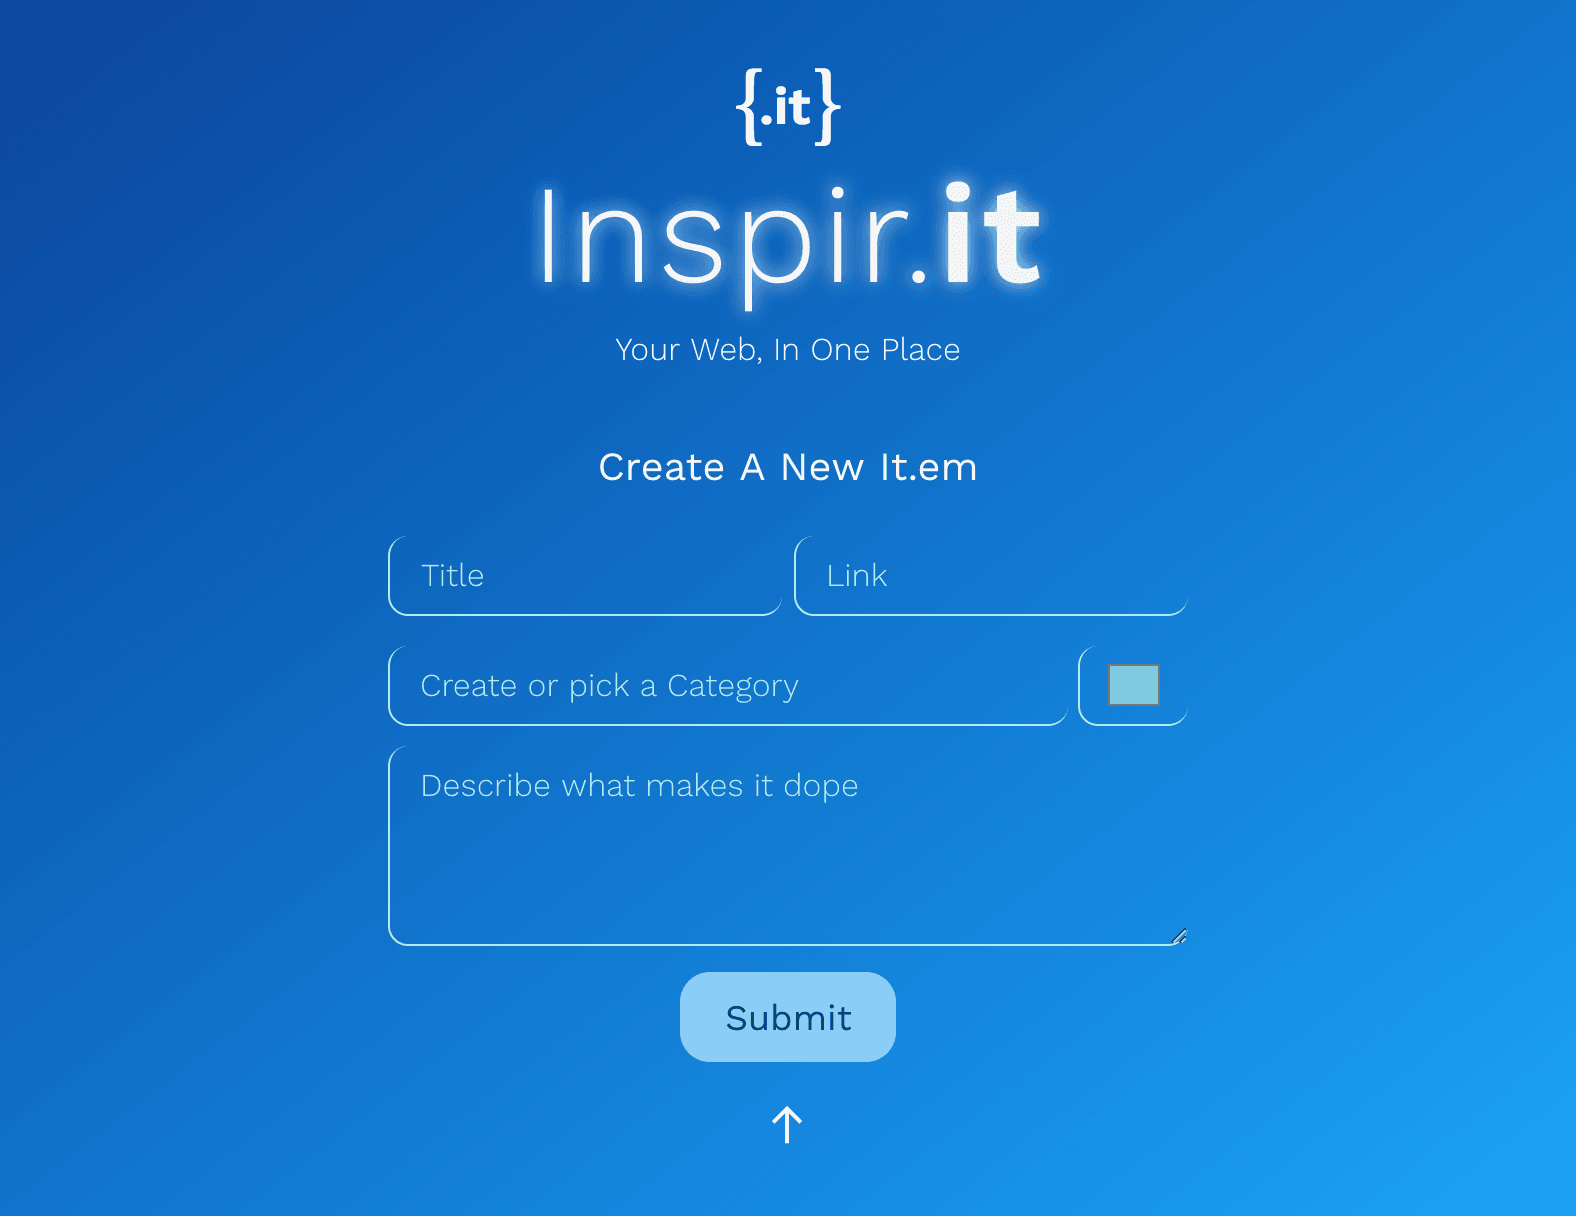 {.it}
Inspir.it
Your Web, In One Place
Create A New It.em
Title
Link
Create or pick a Category
Describe what makes it dope
Submit